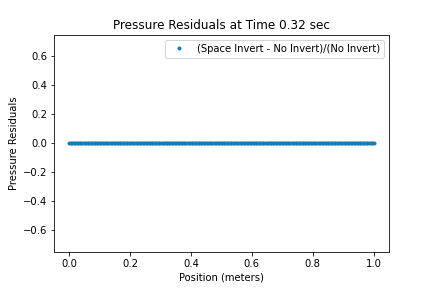 Pressure Residuals at Time 0.32 sec
(Space Invert - No Invert)/(No Invert)
Pressure Residuals
0.6
0.4
0.2
0.0
−0.2
−0.4
−0.6
0.0 0.2 0.4 0.6 0.8 1.0
Position (meters)